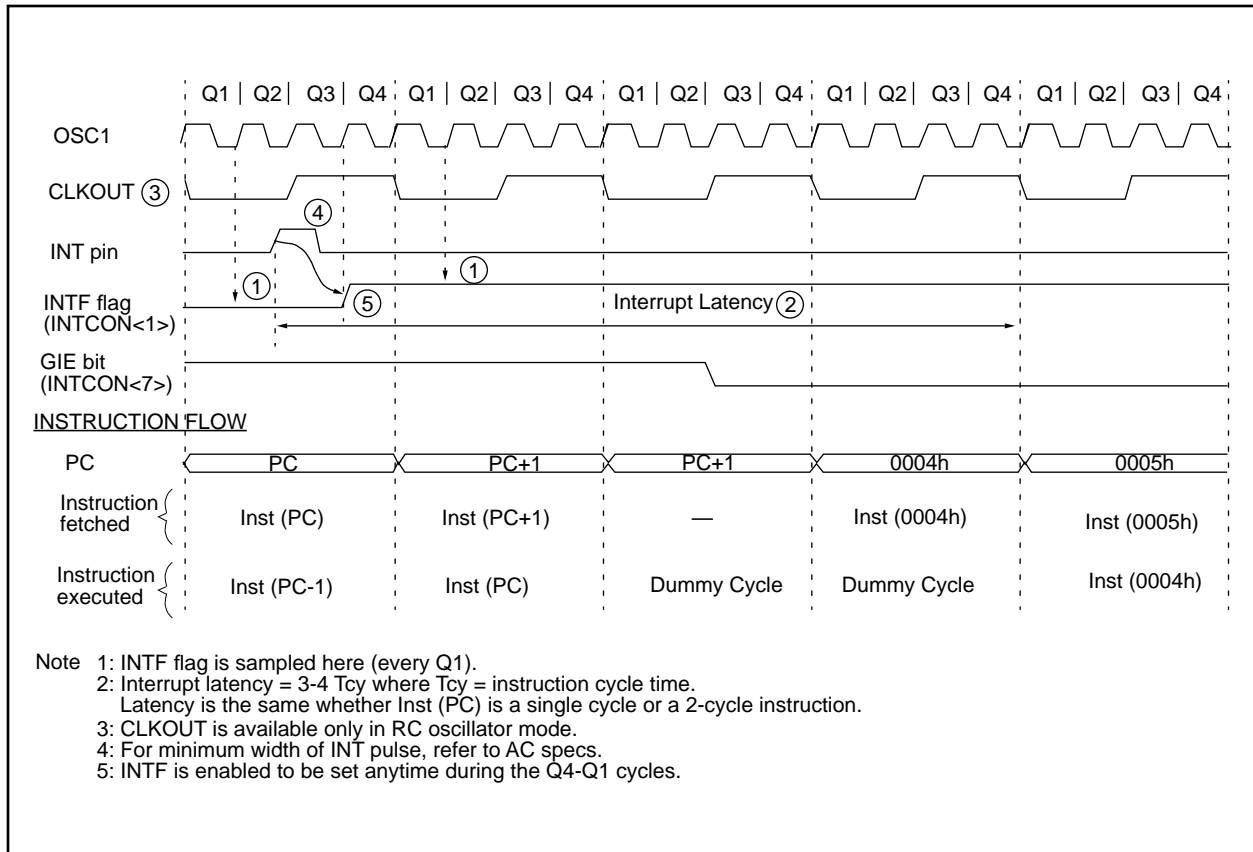 Q1 | Q2 | Q3 | Q4 Q1 | Q2 | Q3 | Q4 Q1 | Q2 | Q3 | Q4 Q1 | Q2 | Q3 | Q4 Q1 | Q2 | Q3 | Q4
OSC1
CLKOUT ③
④
INT pin
① ①
INTF flag
(INTCON<1>)
⑤
Interrupt Latency ②
GIE bit
(INTCON<7>)
INSTRUCTION FLOW
PC PC PC+1 PC+1 0004h 0005h
Instruction
fetched
Inst (PC) Inst (PC+1) — Inst (0004h) Inst (0005h)
Instruction
executed
Inst (PC-1) Inst (PC) Dummy Cycle Dummy Cycle Inst (0004h)
Note 1: INTF flag is sampled here (every Q1).
2: Interrupt latency = 3-4 Tcy where Tcy = instruction cycle time.
Latency is the same whether Inst (PC) is a single cycle or a 2-cycle instruction.
3: CLKOUT is available only in RC oscillator mode.
4: For minimum width of INT pulse, refer to AC specs.
5: INTF is enabled to be set anytime during the Q4-Q1 cycles.